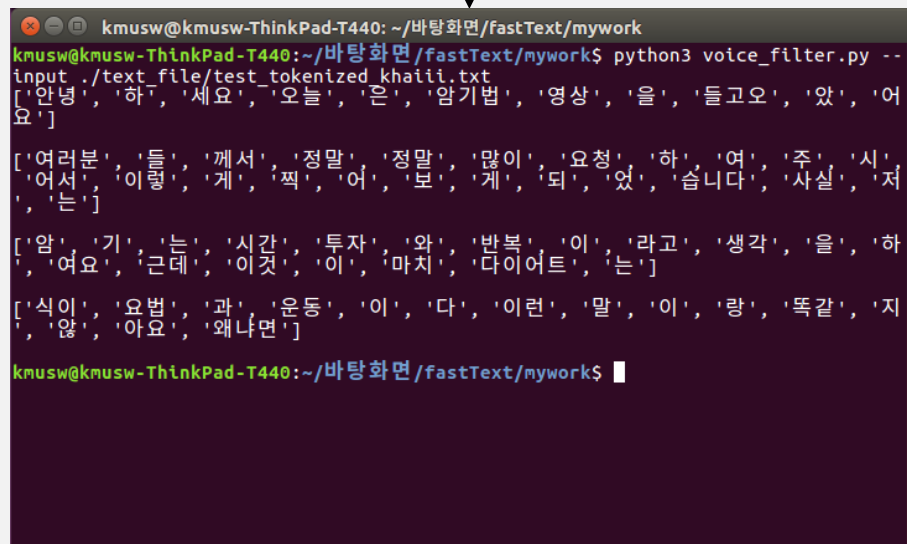 kmusw@kmusw-ThinkPad-T440: ~/바탕화면/fastText/mywork
kmusw@kmusw-ThinkPad-T440:~/바탕화면/fastText/mywork$ python3 voice_filter.py --
input ./text_file/test_tokenized_khaiii.txt
['안녕', '하', '세요', '오늘', '은', '암기법', '영상', '을', '들고오', '았', '어
요']
['여러분', '들', '께서', '정말', '정말', '많이', '요청', '하', '여', '주', '시',
'어서', '이렇', '게', '찍', '어', '보', '게', '되', '었', '습니다', '사실', '저
', '는']
['암', '기', '는', '시간', '투자', '와', '반복', '이', '라고', '생각', '을', '하
', '여요', '근데', '이것', '이', '마치', '다이어트', '는']
['식이', '요법', '과', '운동', '이', '다', '이런', '말', '이', '랑', '똑같', '지
', '않', '아요', '왜냐면']
kmusw@kmusw-ThinkPad-T440:~/바탕화면/fastText/mywork$